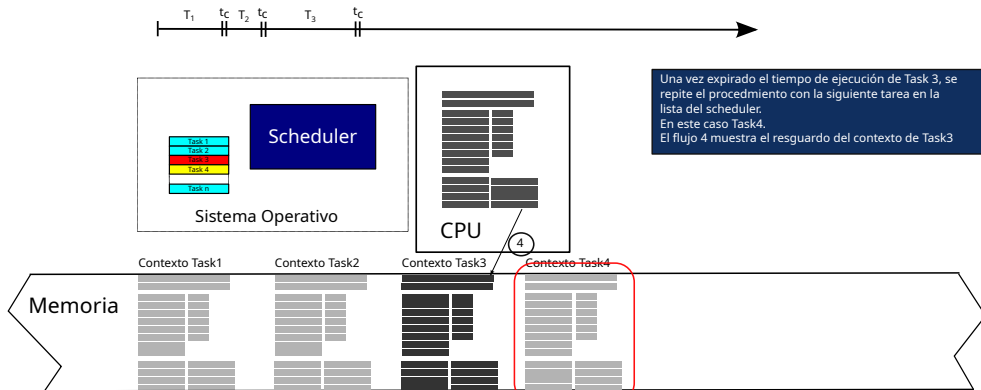 T1 tc T2 tc T3 tc
Una vez expirado el tiempo de ejecución de Task 3, se
repite el procedmiento con la siguiente tarea en la
lista del scheduler.
En este caso Task4.
El flujo 4 muestra el resguardo del contexto de Task3
Scheduler
Task 1
Task 2
Task 3
Task 4
Task n
Sistema Operativo
CPU
4
Contexto Task1
Contexto Task2
Contexto Task3
Contexto Task4
Memoria